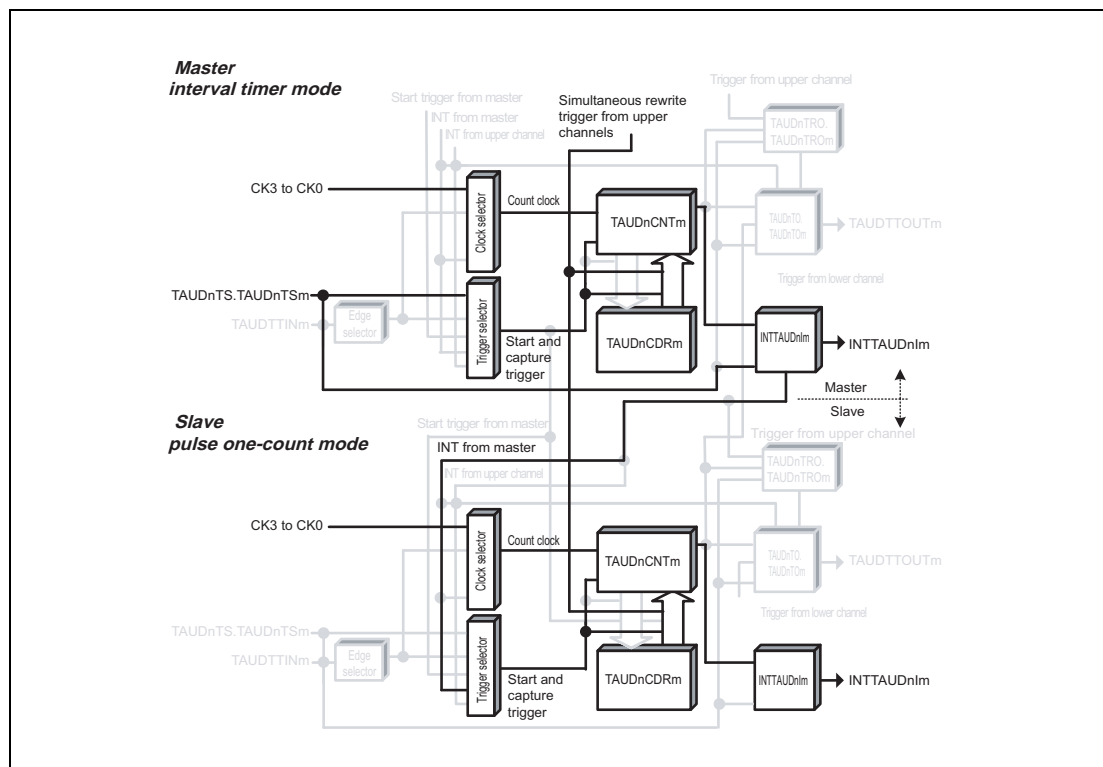 Master
interval timer mode
Start trigger from master
INT from master
INT from upper channel
Simultaneous rewrite
trigger from upper
channels
Trigger from upper channel
TAUDnTRO.
TAUDnTROm
CK3 to CK0
Clock selector
Count clock
TAUDnCNTm
TAUDnTO.
TAUDnTOm
TAUDTTOUTm
Trigger from lower channel
TAUDnTS.TAUDnTSm
TAUDTTINm
Edge
selector
Trigger selector
Start and
capture
trigger
TAUDnCDRm
INTTAUDnIm
INTTAUDnIm
Master
Slave
Slave
pulse one-count mode
Start trigger from master
INT from master
INT from upper channel
Trigger from upper channel
TAUDnTRO.
TAUDnTROm
CK3 to CK0
Clock selector
Count clock
TAUDnCNTm
TAUDnTO.
TAUDnTOm
TAUDTTOUTm
Trigger from lower channel
TAUDnTS.TAUDnTSm
TAUDTTINm
Edge
selector
Trigger selector
Start and
capture
trigger
TAUDnCDRm
INTTAUDnIm
INTTAUDnIm